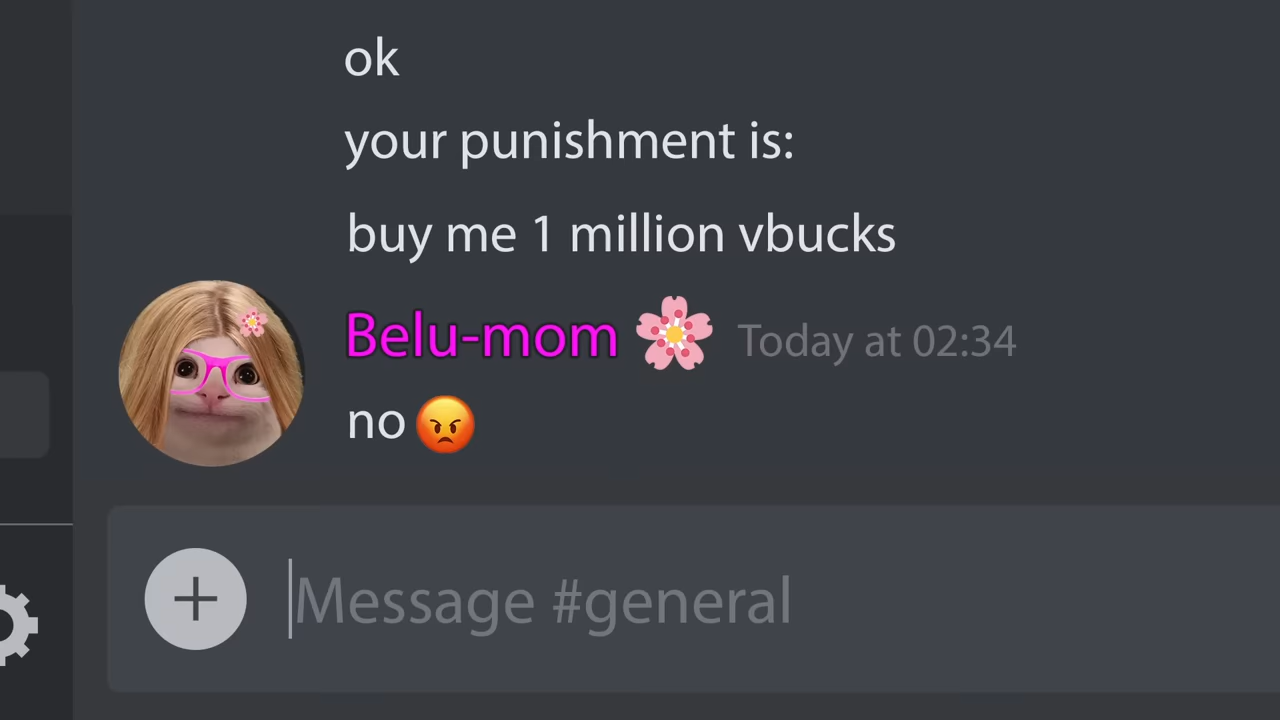 ok
your punishment is:
buy me 1 million vbucks
Belu-mom 🌸 Today at 02:34
no 😡
Message #general